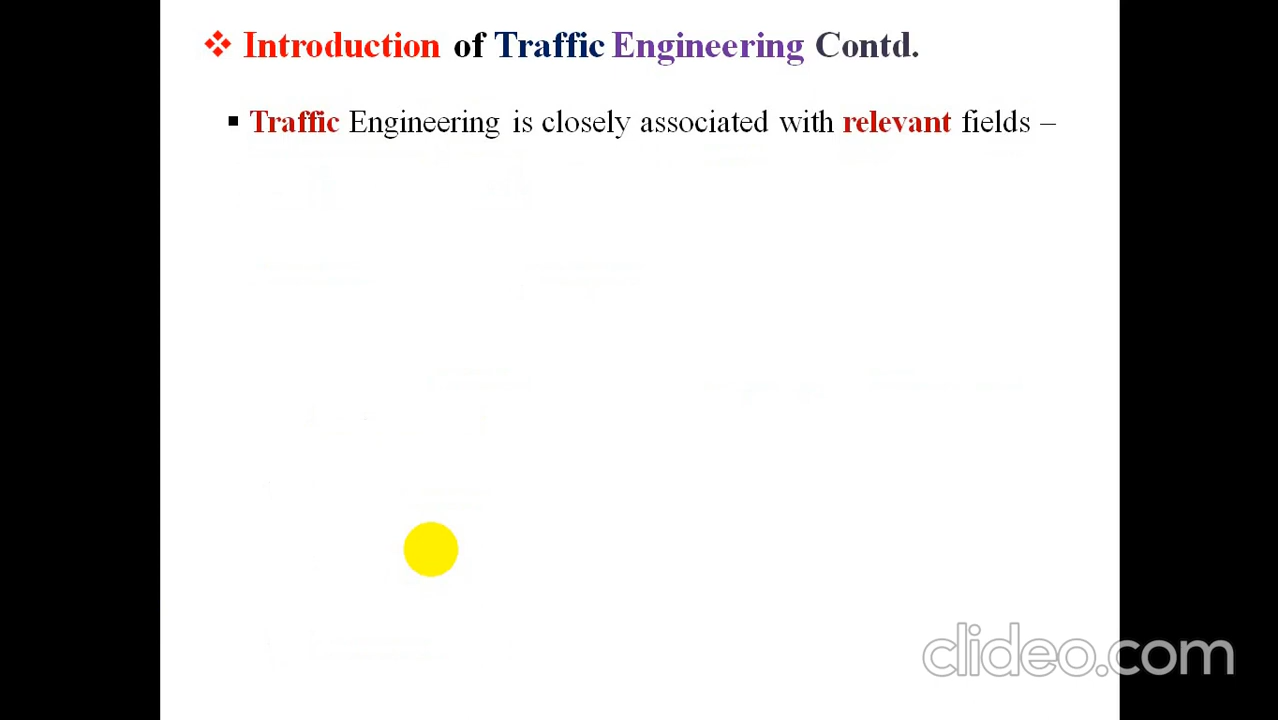 Introduction of Traffic Engineering Contd.
Traffic Engineering is closely associated with relevant fields –
clideo.com